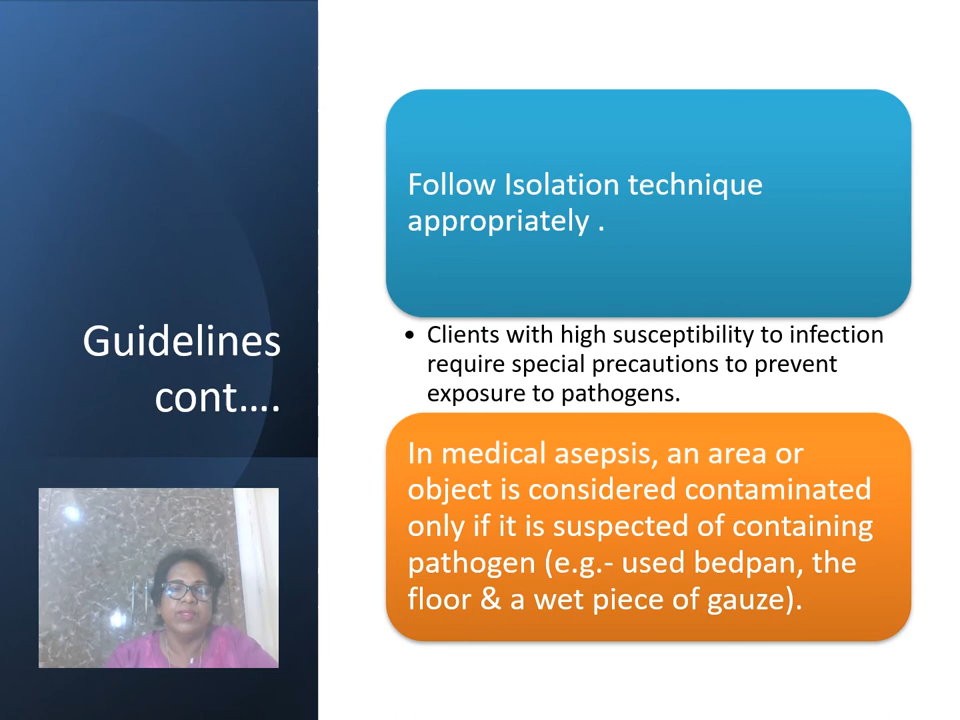 Guidelines
cont….
Follow Isolation technique
appropriately .
• Clients with high susceptibility to infection
require special precautions to prevent
exposure to pathogens.
In medical asepsis, an area or
object is considered contaminated
only if it is suspected of containing
pathogen (e.g.- used bedpan, the
floor & a wet piece of gauze).